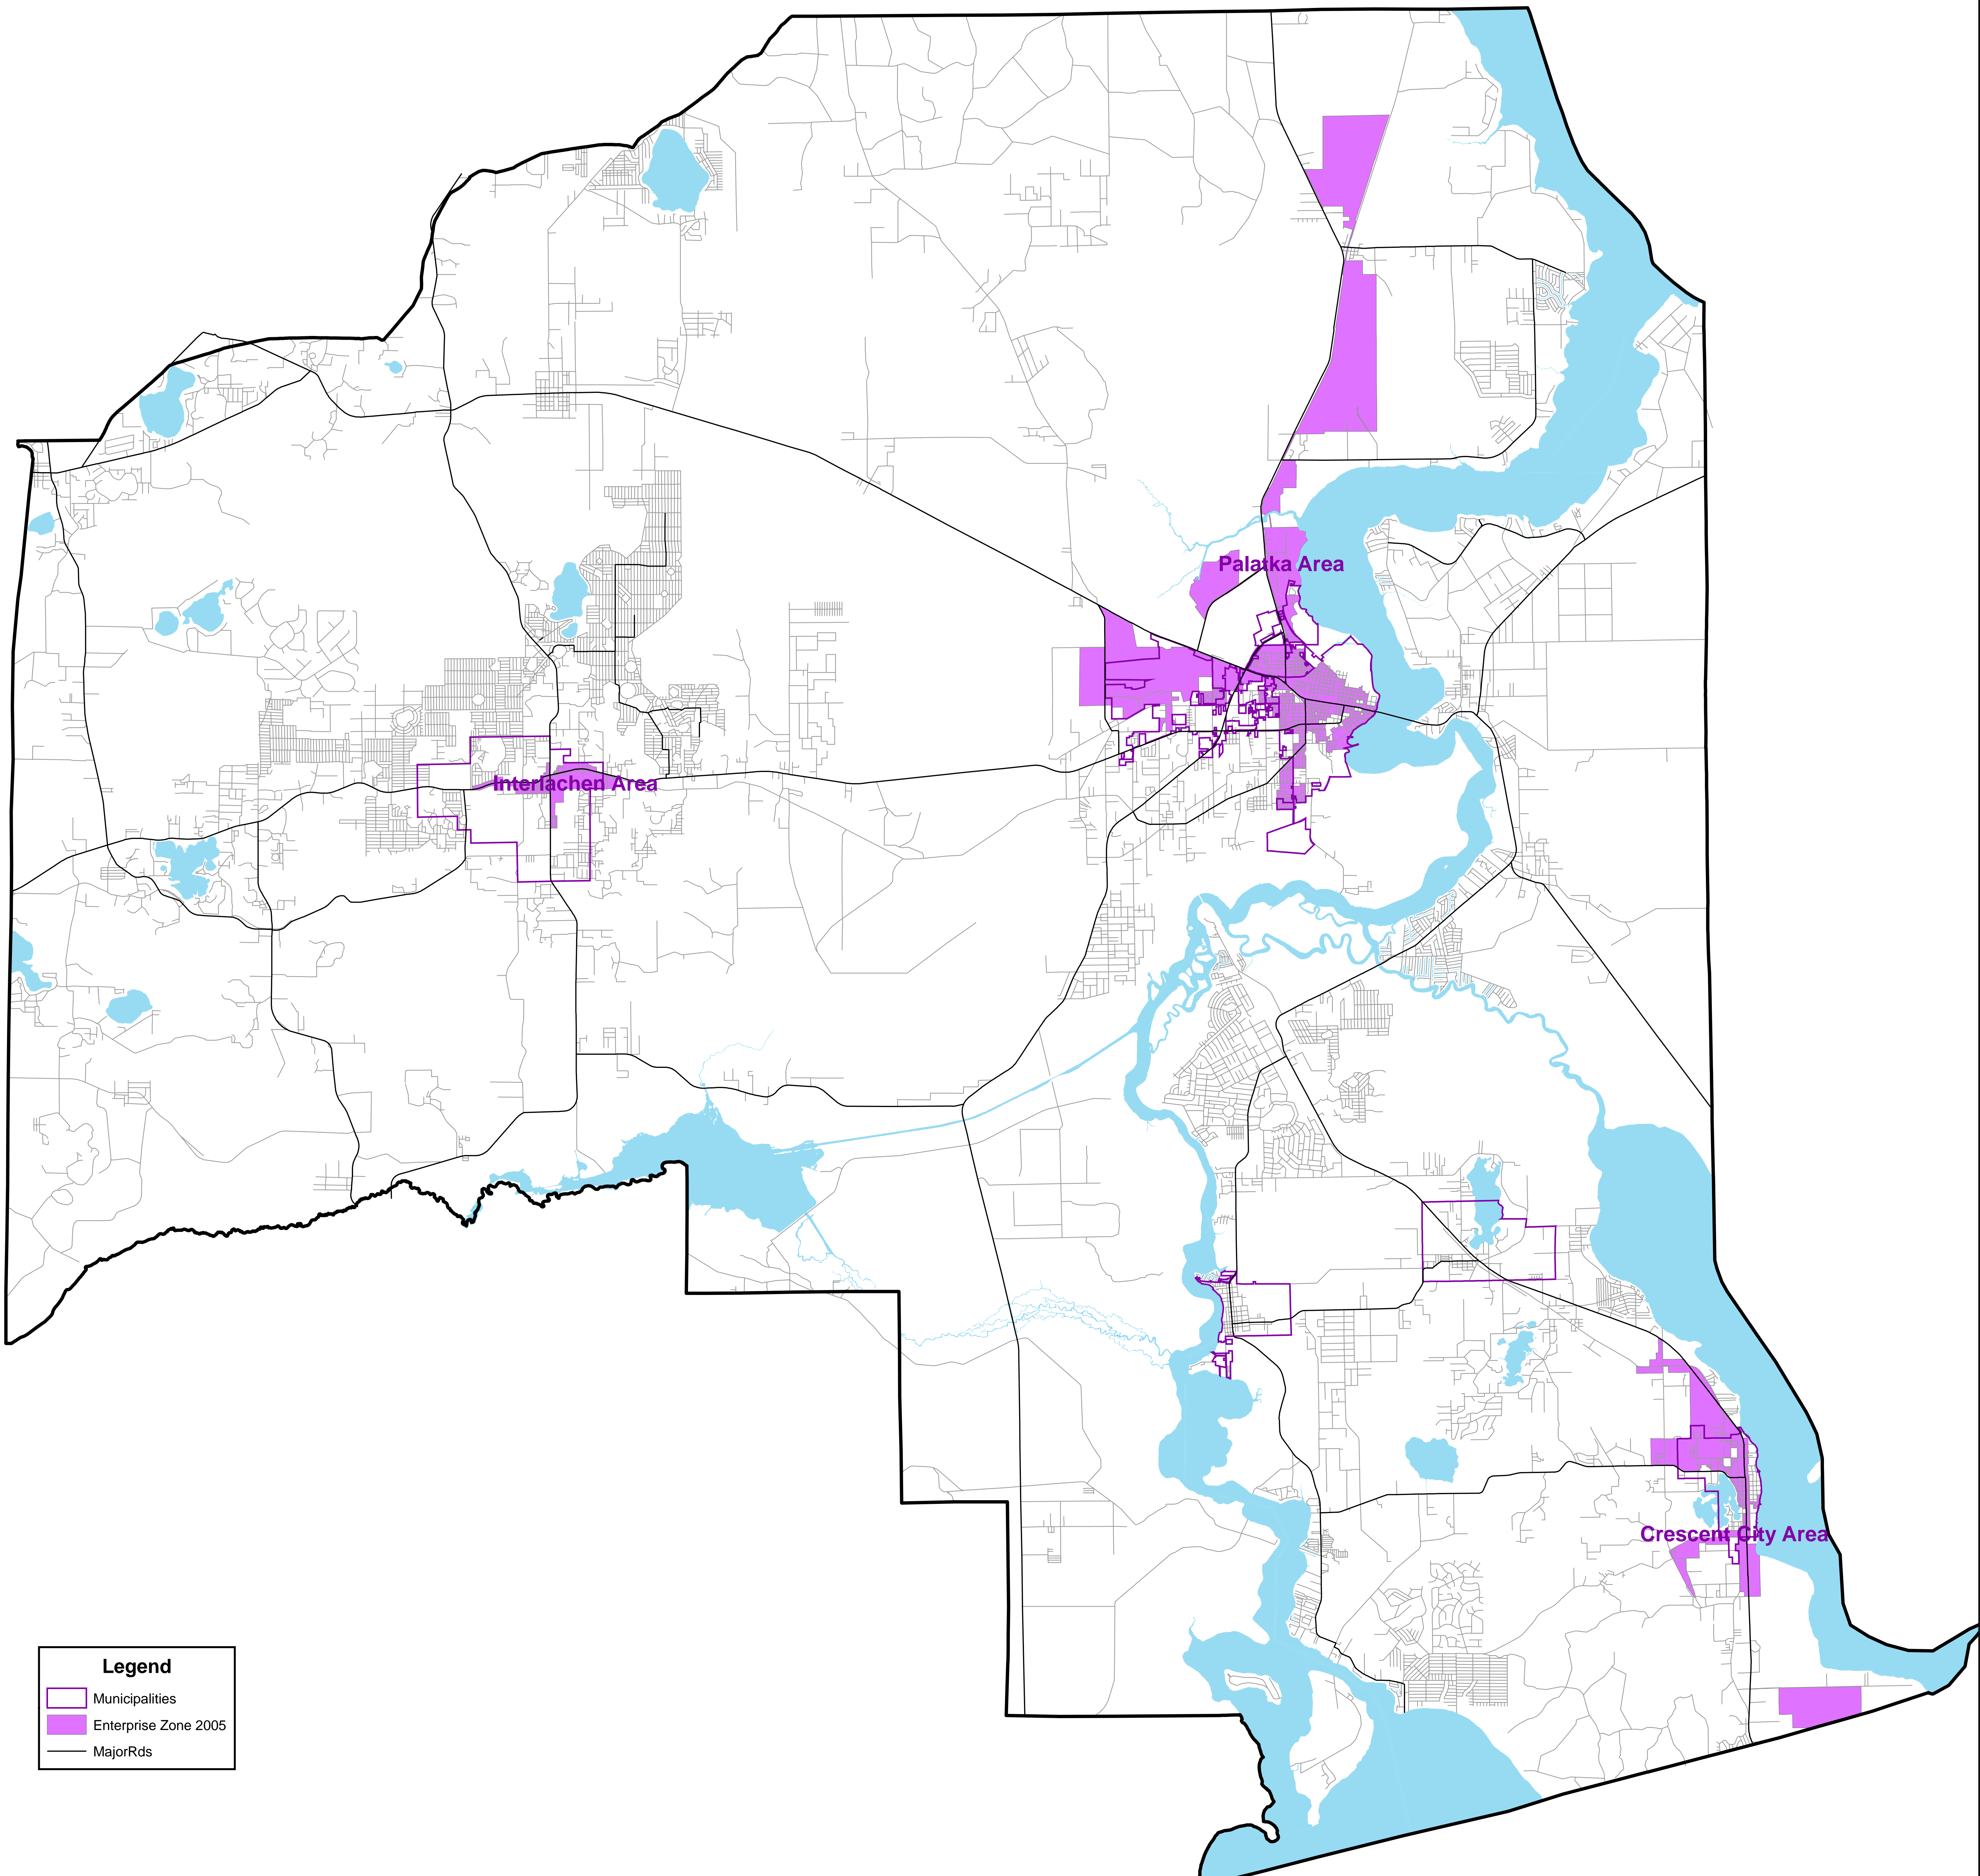 Palatka Area
Interlachen Area
Crescent City Area
Legend
Municipalities
Enterprise Zone 2005
MajorRds